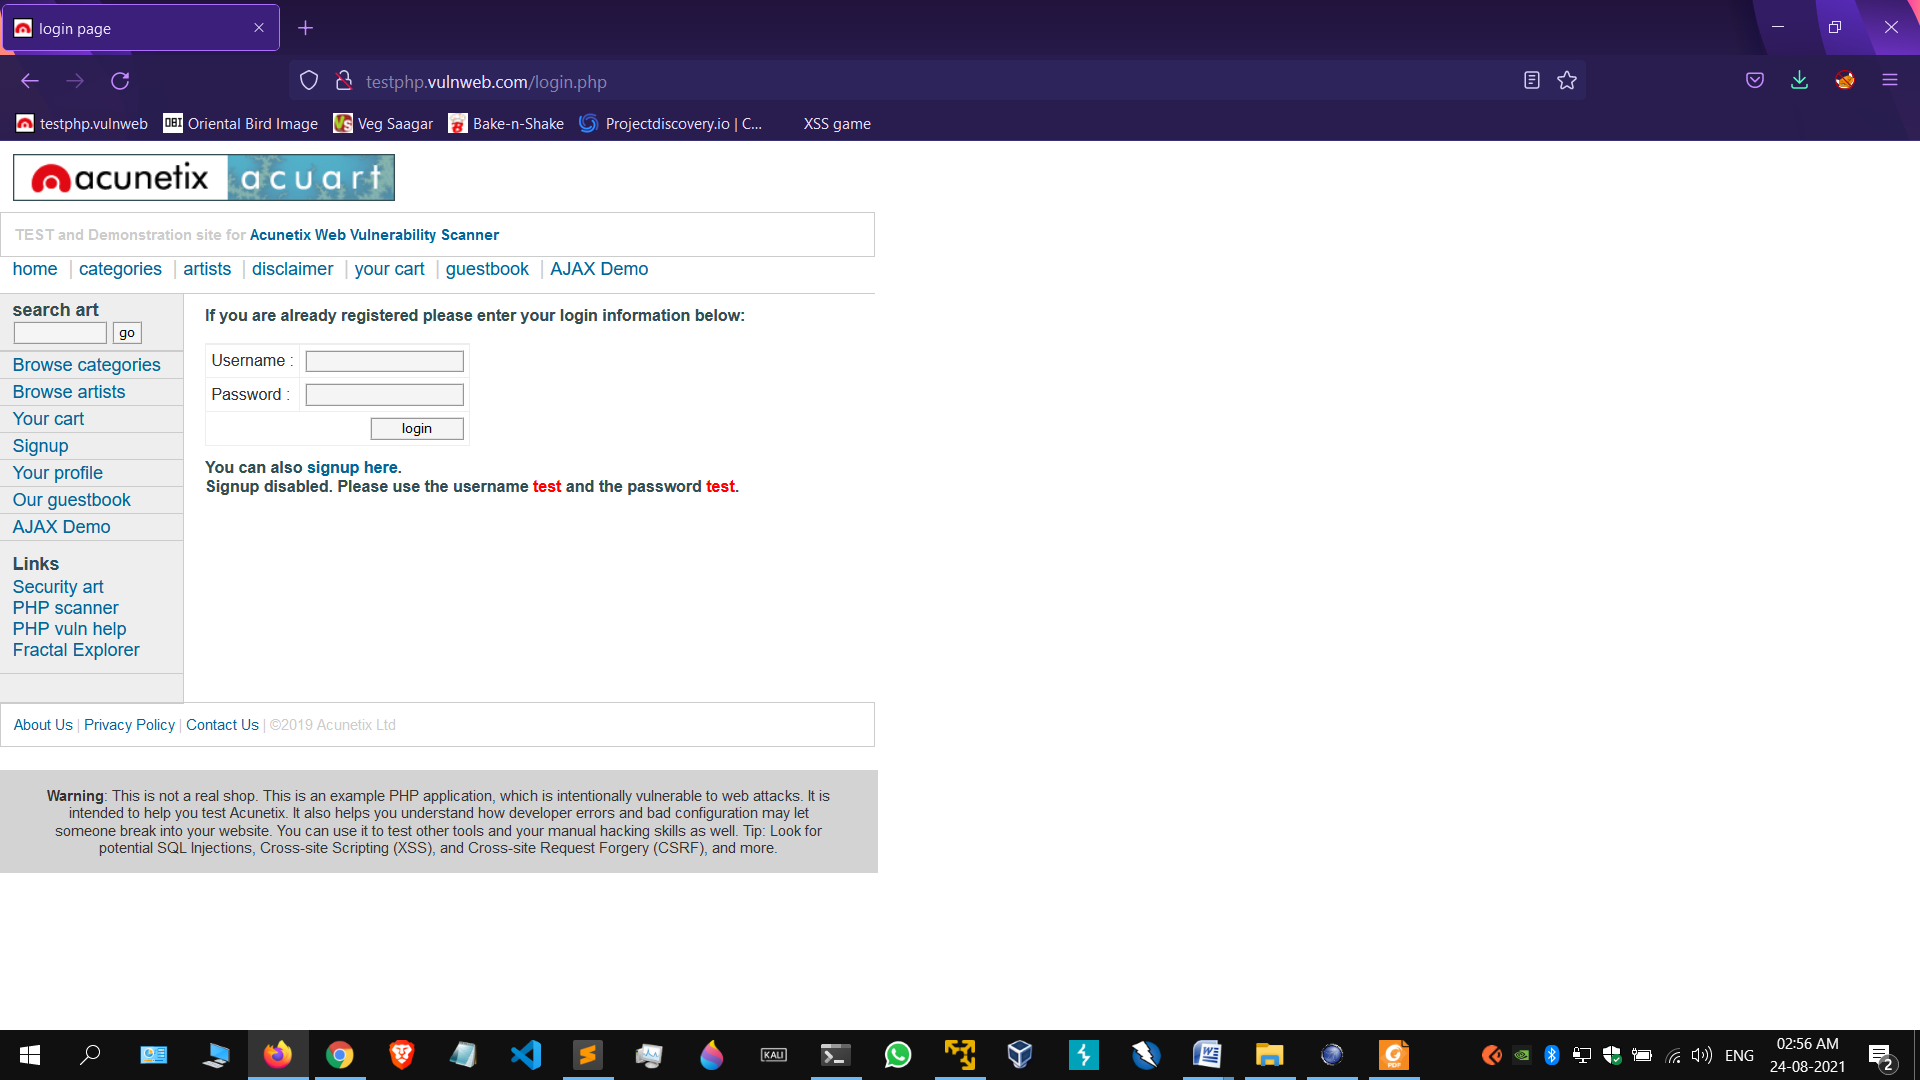 login page
testphp.vulnweb.com/login.php
testphp.vulnweb OBI Oriental Bird Image Veg Saagar Bake-n-Shake Projectdiscovery.io | C... XSS game
acunetix acuart
TEST and Demonstration site for Acunetix Web Vulnerability Scanner
home | categories | artists | disclaimer | your cart | guestbook | AJAX Demo
search art
go
Browse categories
Browse artists
Your cart
Signup
Your profile
Our guestbook
AJAX Demo
Links
Security art
PHP scanner
PHP vuln help
Fractal Explorer
If you are already registered please enter your login information below:
Username :
Password :
login
You can also signup here.
Signup disabled. Please use the username test and the password test.
About Us | Privacy Policy | Contact Us | ©2019 Acunetix Ltd
Warning: This is not a real shop. This is an example PHP application, which is intentionally vulnerable to web attacks. It is
intended to help you test Acunetix. It also helps you understand how developer errors and bad configuration may let
someone break into your website. You can use it to test other tools and your manual hacking skills as well. Tip: Look for
potential SQL Injections, Cross-site Scripting (XSS), and Cross-site Request Forgery (CSRF), and more.
KALI
PDF
ENG
02:56 AM
24-08-2021
2